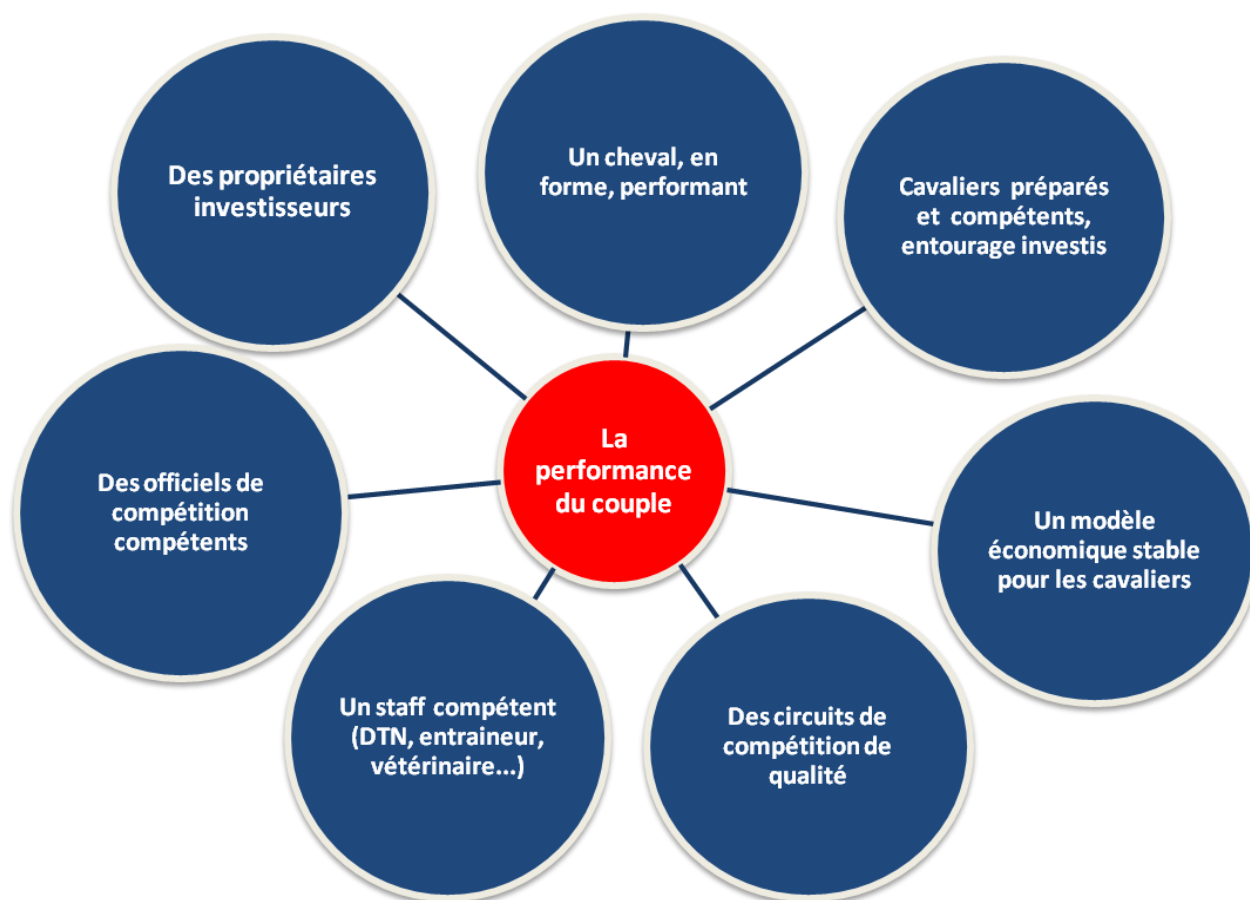 Des propriétaires
investisseurs
Un cheval, en
forme, performant
Cavaliers préparés
et compétents,
entourage investis
La
performance
du couple
Des officiels de
compétition
compétents
Un modèle
économique stable
pour les cavaliers
Un staff compétent
(DTN, entraineur,
vétérinaire...)
Des circuits de
compétition de
qualité